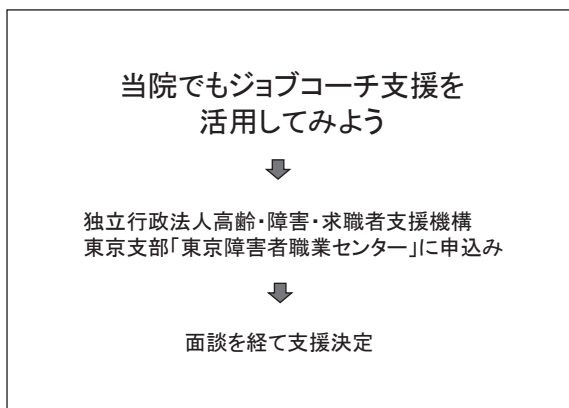 当院でもジョブコーチ支援を
活用してみよう
独立行政法人高齢・障害・求職者支援機構
東京支部「東京障害者職業センター」に申込み
面談を経て支援決定